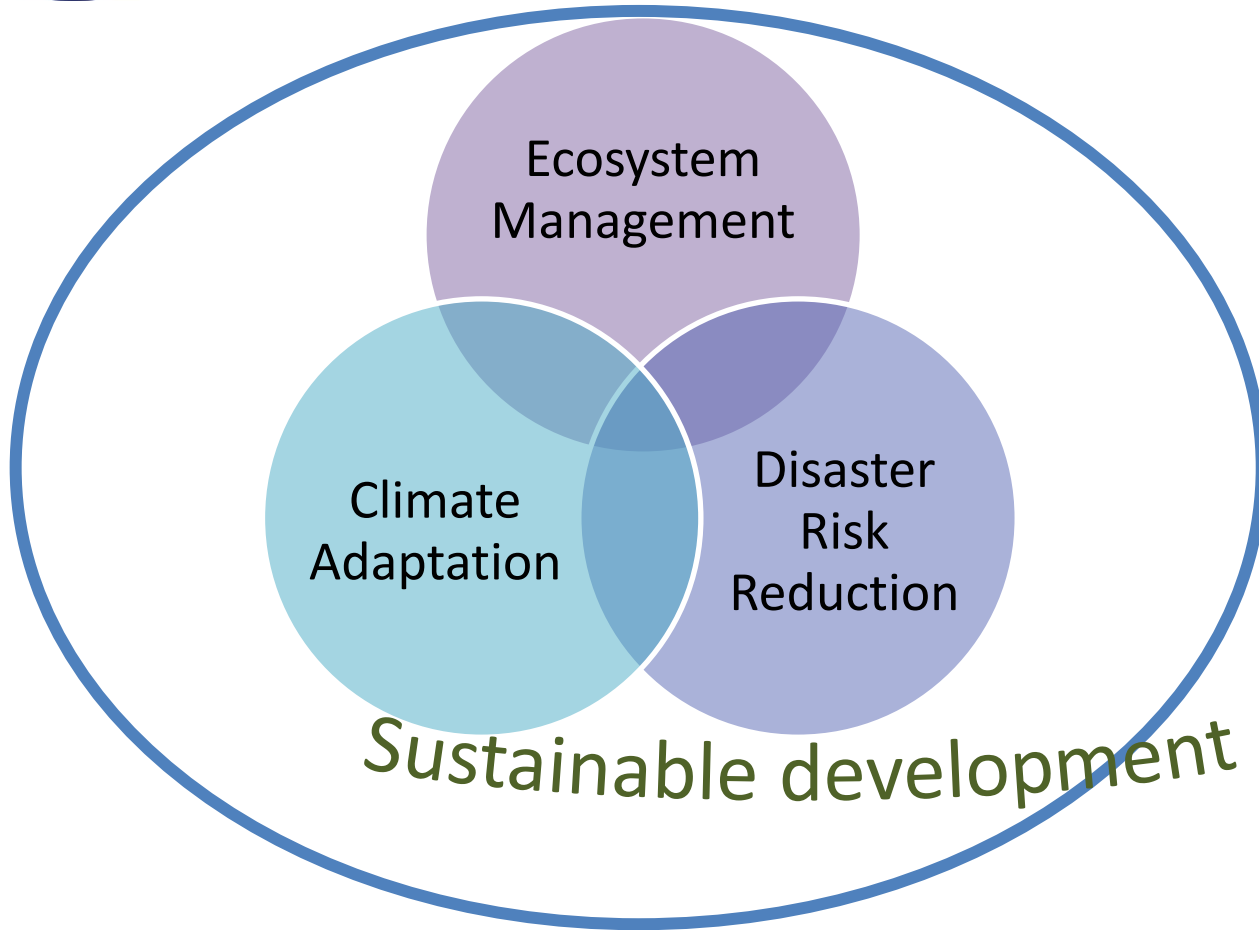 Ecosystem
Management
Climate
Adaptation
Disaster
Risk
Reduction
Sustainable development